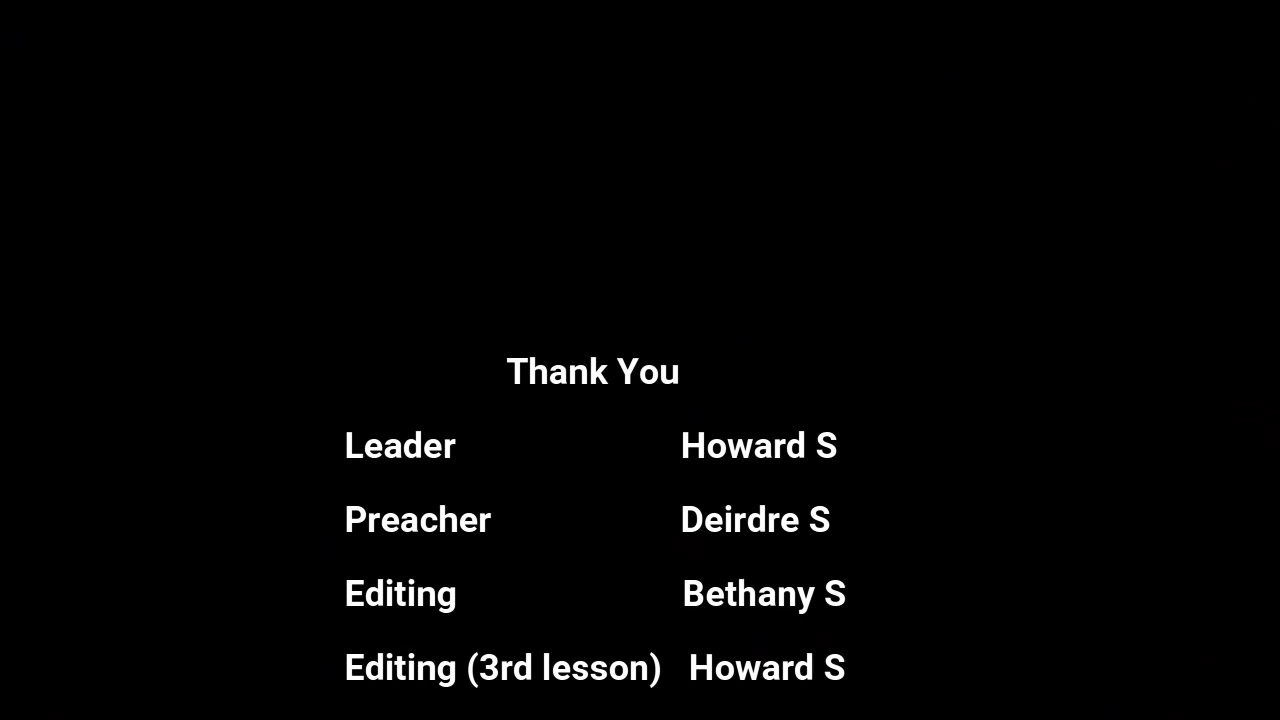 Thank You
Leader Howard S
Preacher Deirdre S
Editing Bethany S
Editing (3rd lesson) Howard S